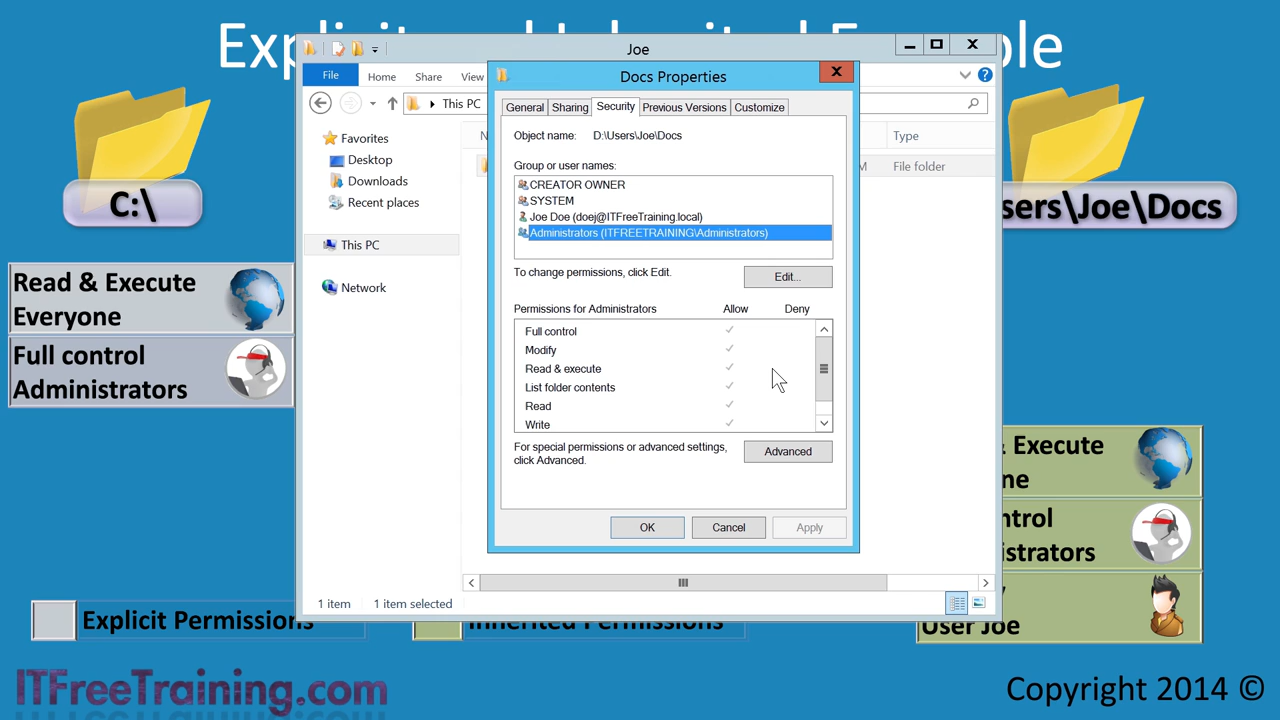 Joe
File
Home
Share
View
This PC
Favorites
Desktop
Downloads
Recent places
This PC
Network
Type
File folder
Docs Properties
General
Sharing
Security
Previous Versions
Customize
Object name: D:\Users\Joe\Docs
Group or user names:
CREATOR OWNER
SYSTEM
Joe Doe (doej@ITFreeTraining.local)
Administrators (ITFREETRAINING\Administrators)
To change permissions, click Edit.
Edit...
Permissions for Administrators
Allow
Deny
Full control
Modify
Read & execute
List folder contents
Read
Write
For special permissions or advanced settings,
click Advanced.
Advanced
OK
Cancel
Apply
1 item
1 item selected
C:\
Read & Execute
Everyone
Full control
Administrators
\Joe\Docs
Execute
User Joe
Explicit Permissions
Inherited Permissions
ITFreeTraining.com
Copyright 2014 ©